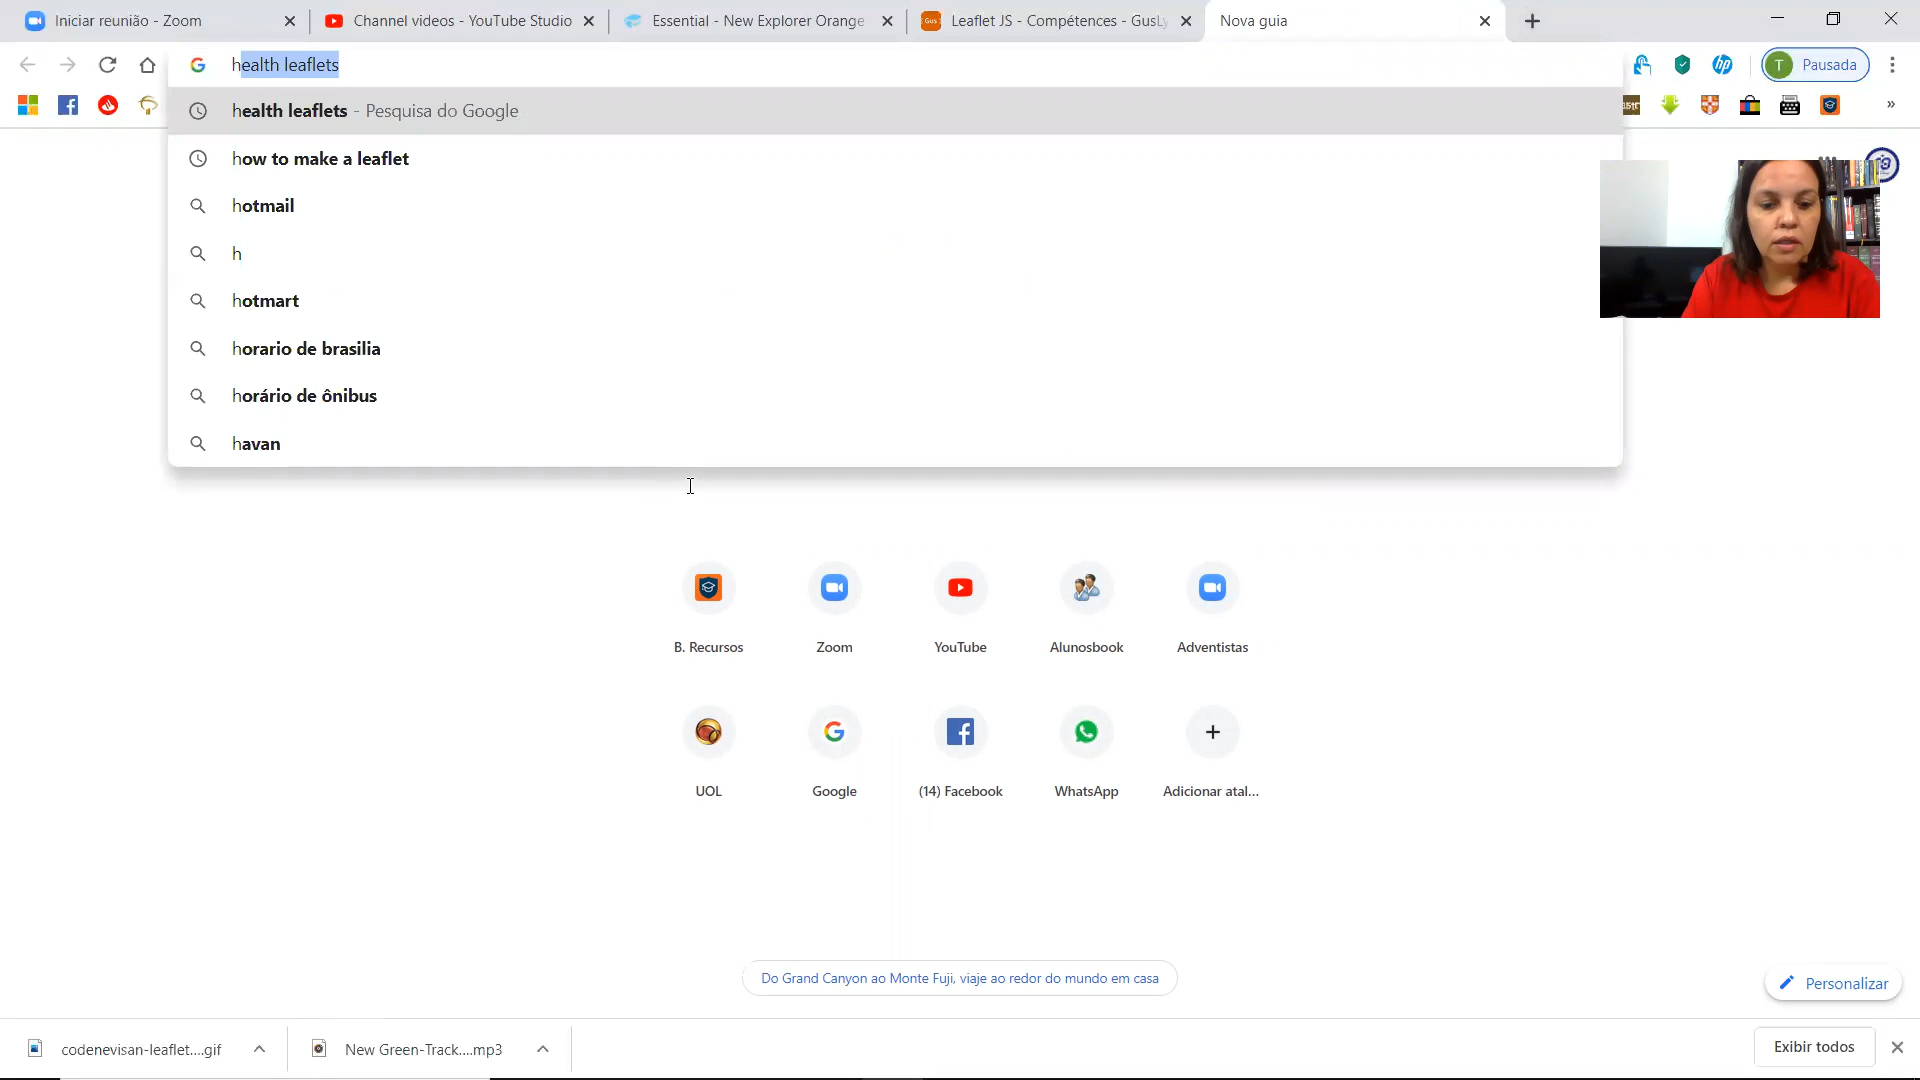 Iniciar reunião - Zoom
Channel videos - YouTube Studio
Essential - New Explorer Orange
Leaflet JS - Compétences - GusLy
Nova guia
health leaflets
T Pausada
health leaflets - Pesquisa do Google
how to make a leaflet
hotmail
h
hotmart
horario de brasilia
horário de ônibus
havan
B. Recursos
Zoom
YouTube
Alunosbook
Adventistas
UOL
Google
(14) Facebook
WhatsApp
Adicionar atal...
Do Grand Canyon ao Monte Fuji, viaje ao redor do mundo em casa
Personalizar
codenevisan-leaflet....gif
New Green-Track....mp3
Exibir todos